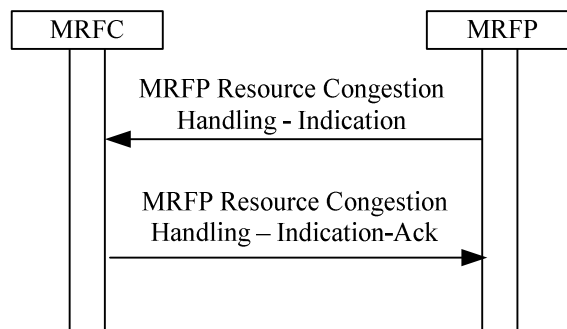 MRFC
MRFP
MRFP Resource Congestion
Handling - Indication
MRFP Resource Congestion
Handling – Indication-Ack